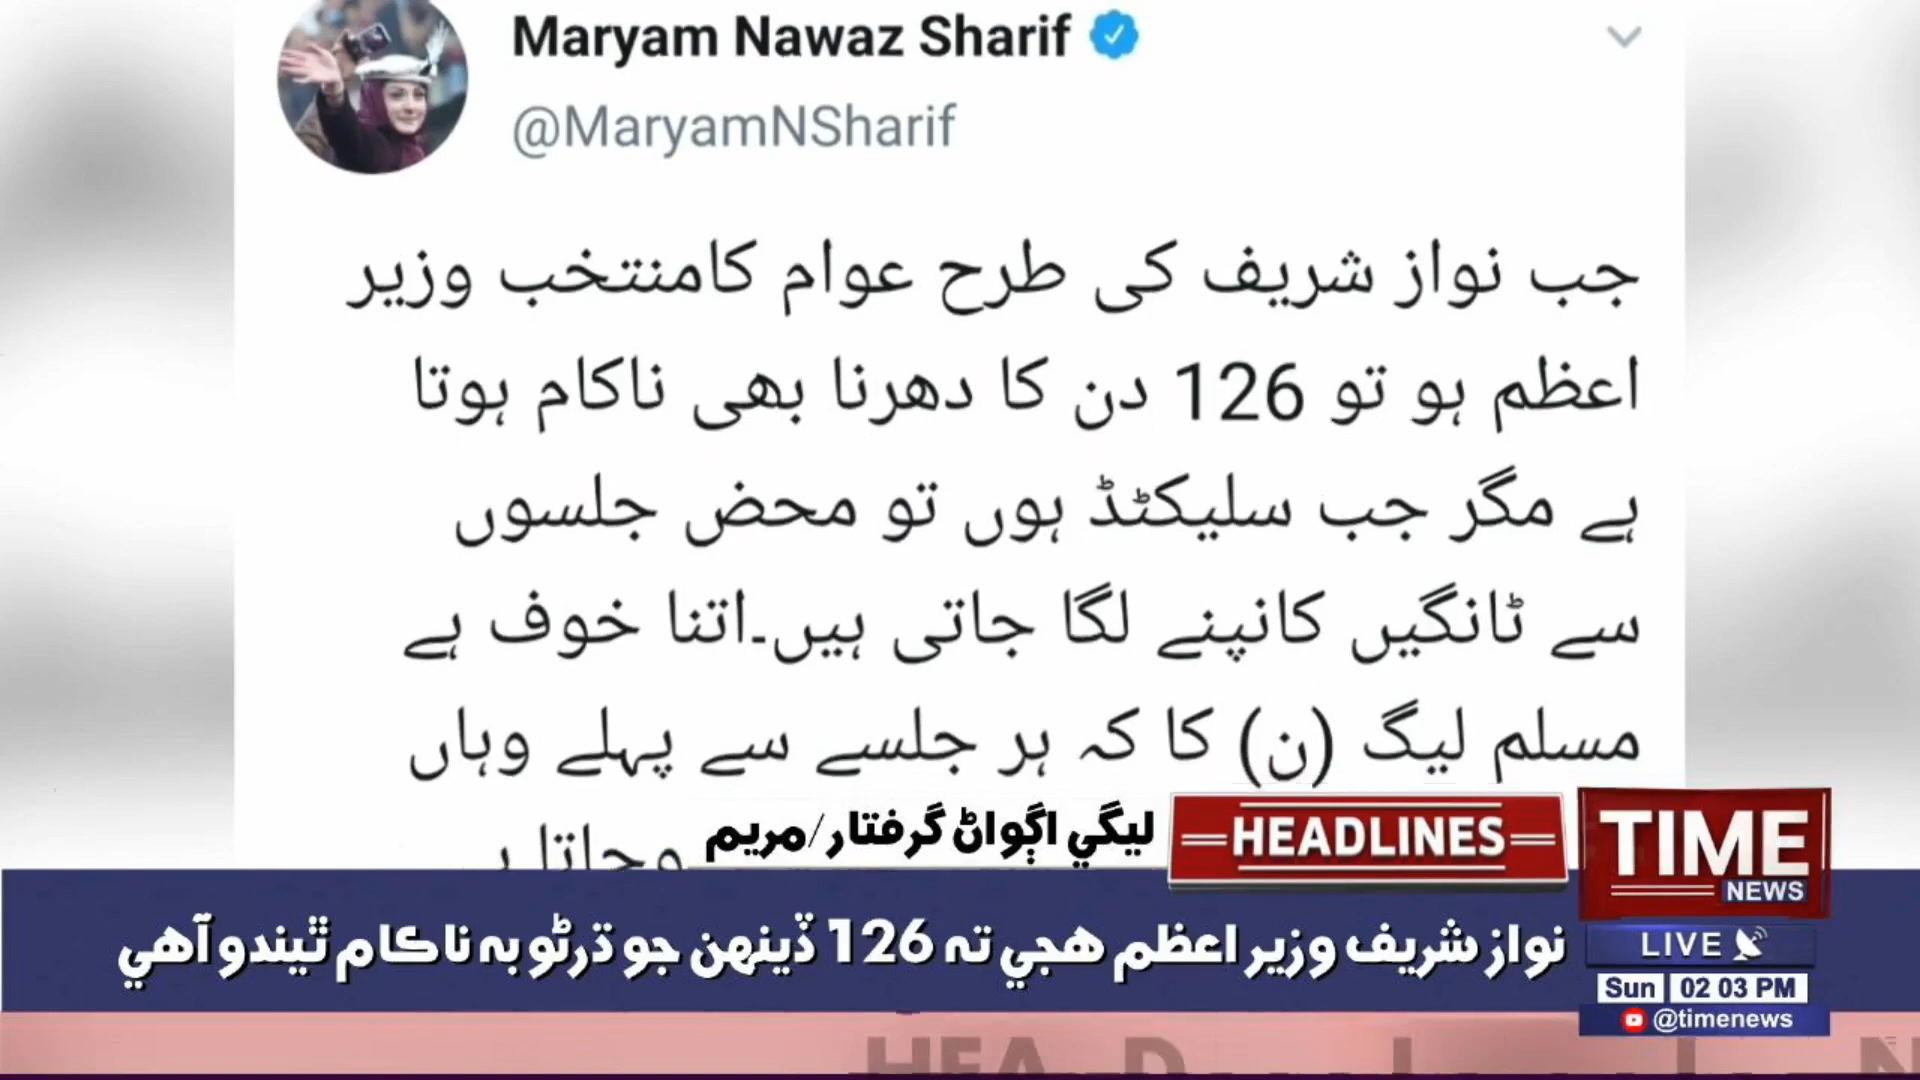 Maryam Nawaz Sharif
@MaryamNSharif
جب نواز شریف کی طرح عوام کامنتخب وزیر
اعظم ہو تو 126 دن کا دھرنا بھی ناکام ہوتا
ہے مگر جب سلیکٹڈ ہوں تو محض جلسوں
سے ٹانگیں کانپنے لگا جاتی ہیں۔اتنا خوف ہے
مسلم لیگ (ن) کا کہ ہر جلسے سے پہلے وہاں
ليگي اڳواڻ گرفتار/مريم
HEADLINES
TIME
NEWS
نواز شريف وزير اعظم هجي ته 126 ڏينهن جو ڌرڻو به ناڪام ٿيندو آهي
LIVE
Sun 02 03 PM
@timenews